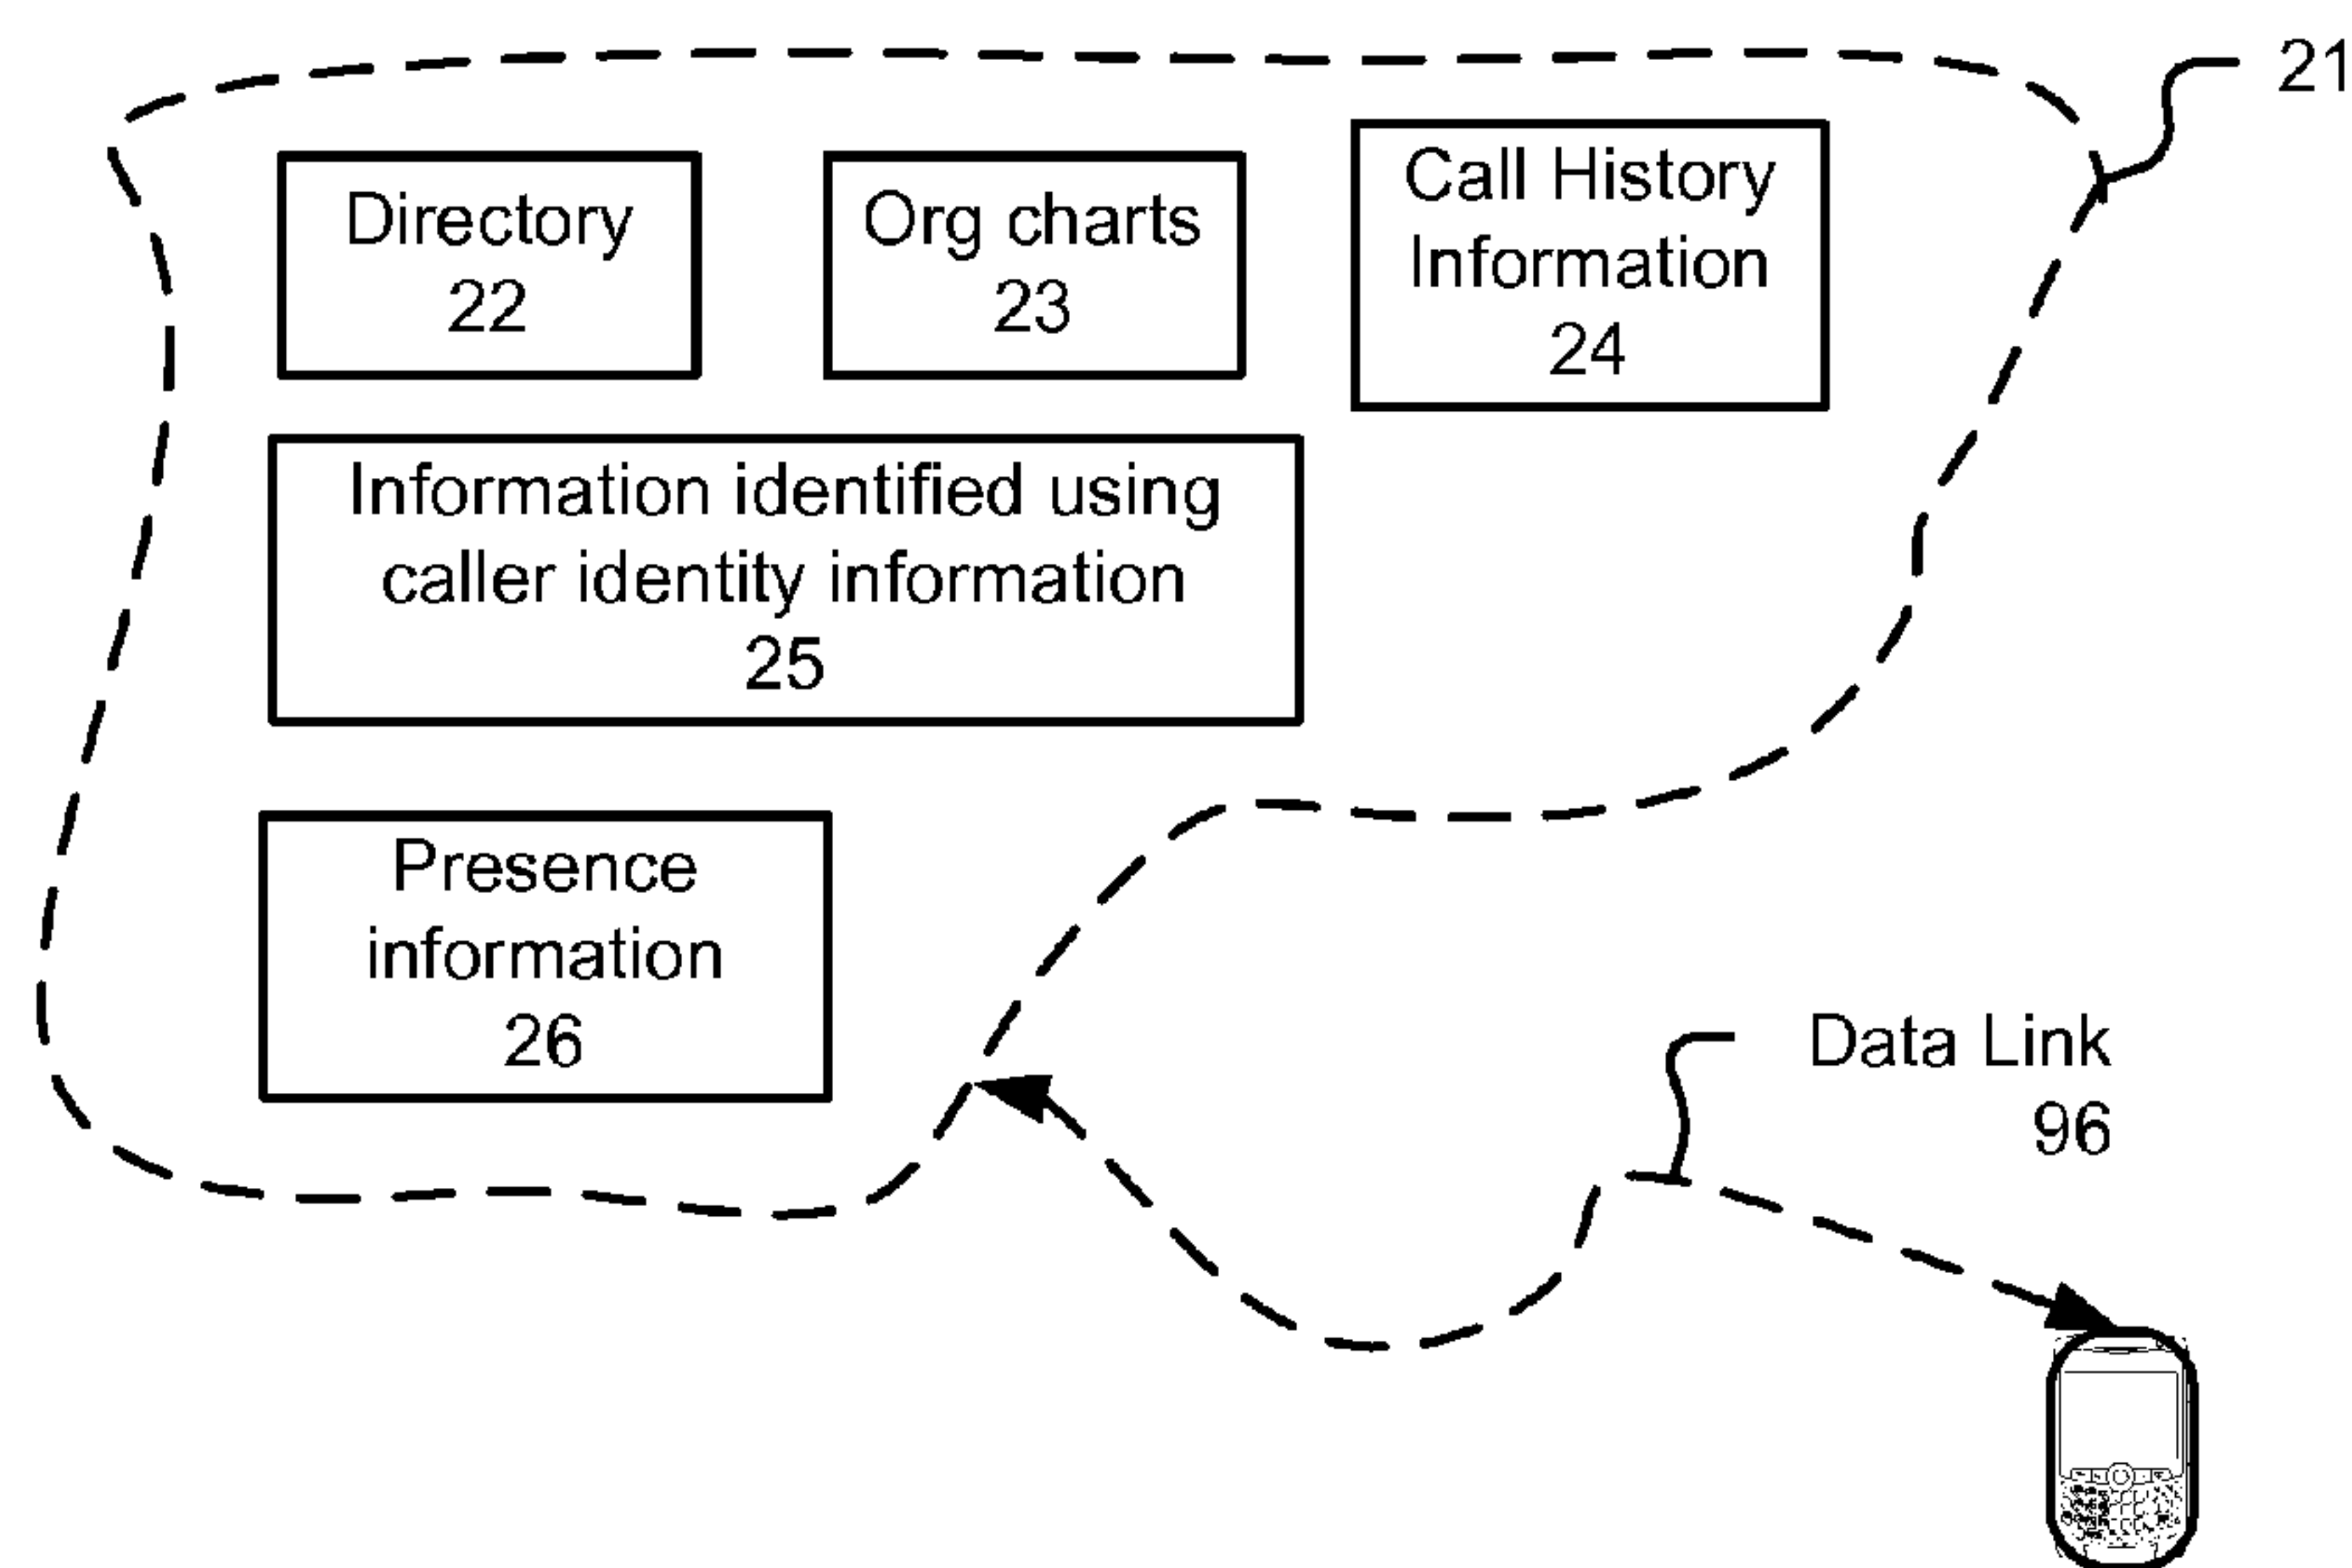 21
Directory
22
Org charts
23
Call History
Information
24
Information identified using
caller identity information
25
Presence
information
26
Data Link
96